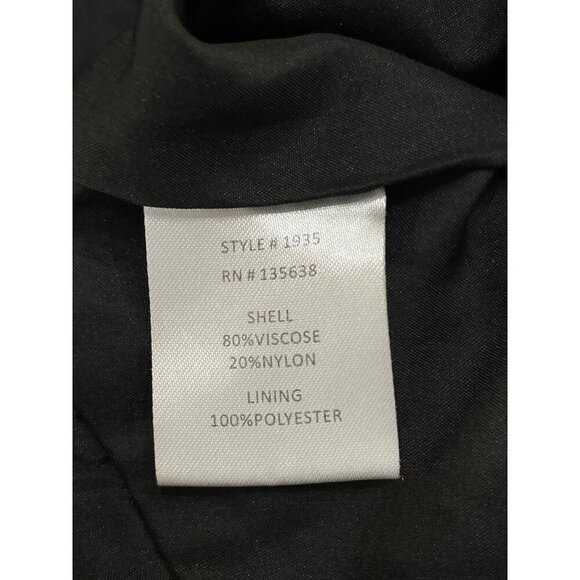 STYLE # 1935
RN # 135638
SHELL
80%VISCOSE
20%NYLON
LINING
100%POLYESTER